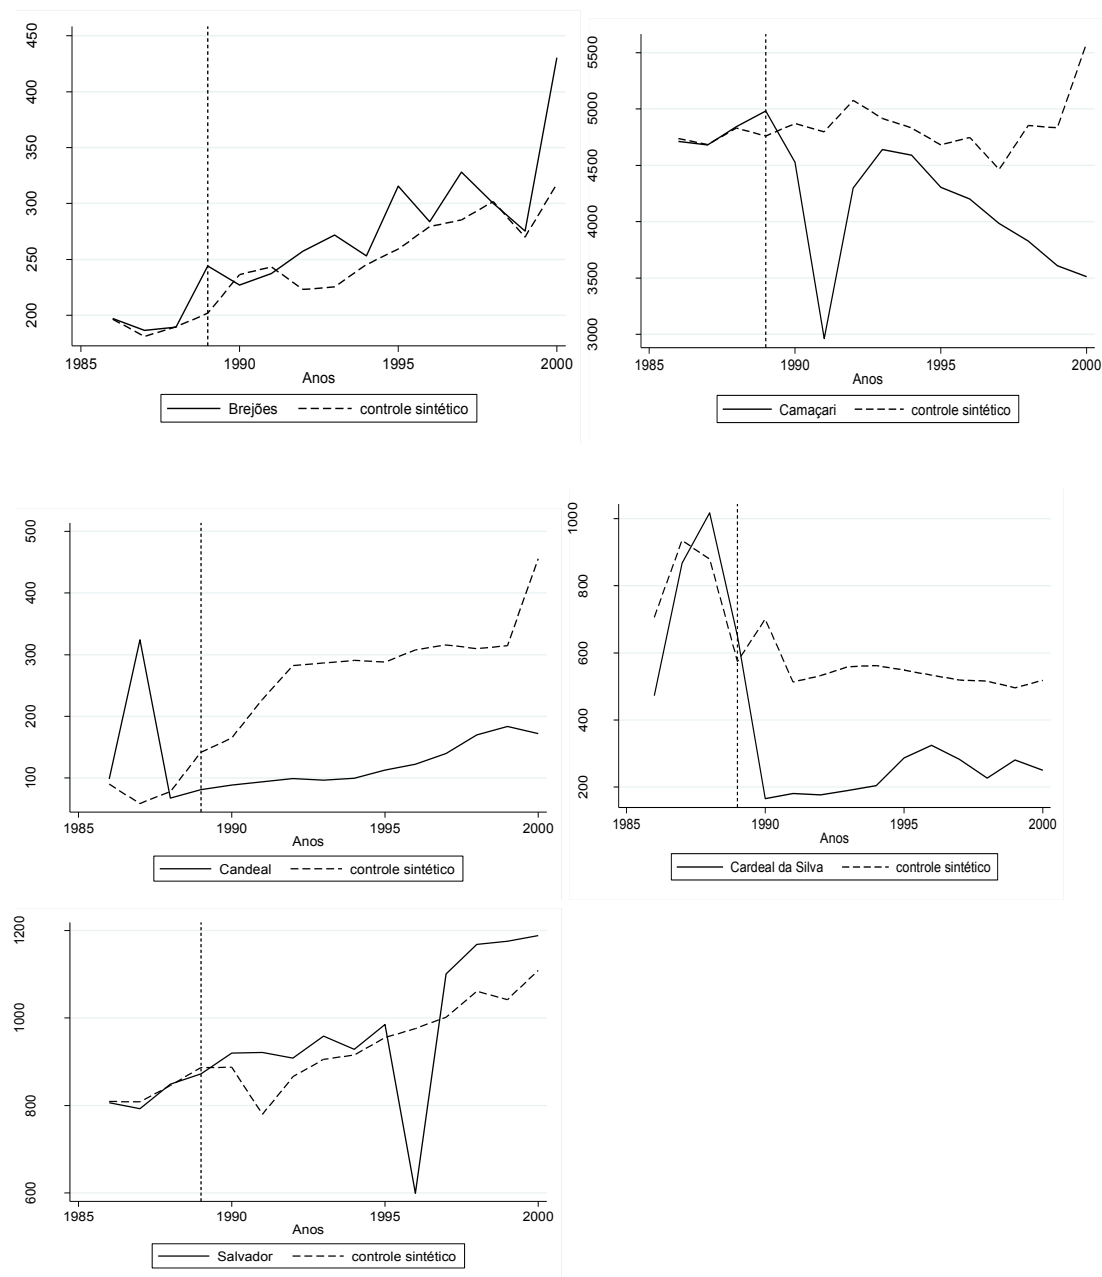 450
400
350
300
250
200
1985 1990 1995 2000
Anos
Brejões controle sintético
5500
5000
4500
4000
3500
3000
1985 1990 1995 2000
Camaçari controle sintético
500
400
300
200
100
1985 1990 1995 2000
Anos
Candeal controle sintético
1000
800
600
400
200
1985 1990 1995 2000
Anos
Cardeal da Silva controle sintético
1200
1000
800
600
1985 1990 1995 2000
Anos
Salvador controle sintético